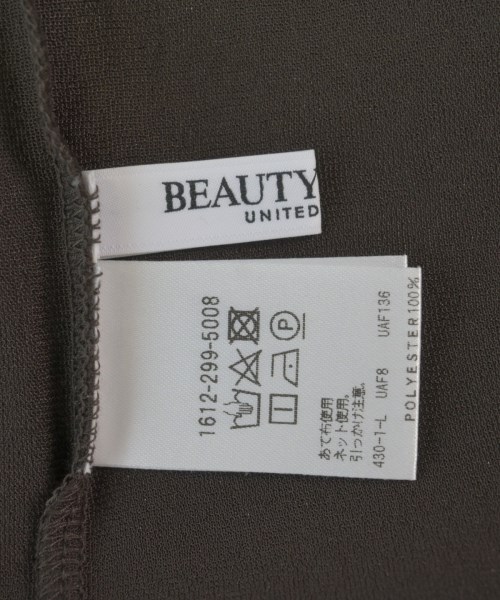 BEAUTY
UNITED
1612-299-5008
P
あて布使用
ネット使用。
引っかけ注意。
430-1-L UAF8 UAF136
POLYESTER100%